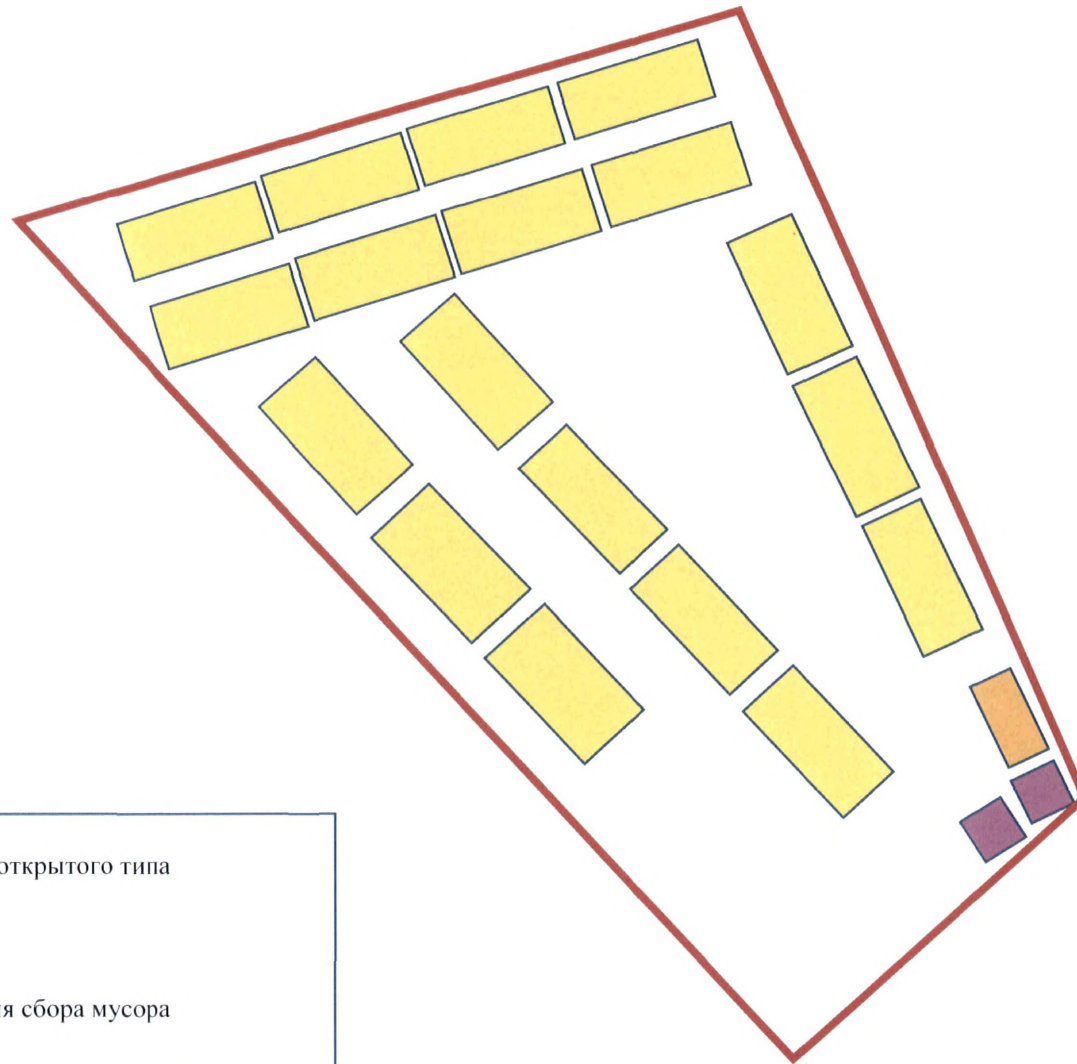 открытого типа
сбора мусора